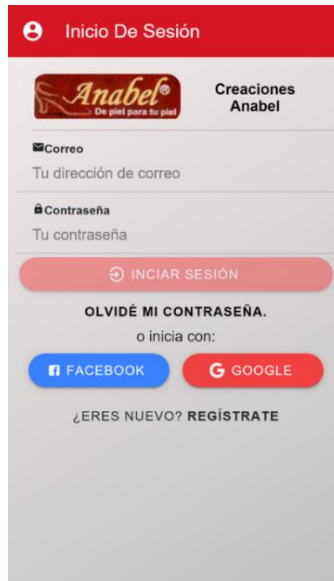 Inicio De Sesión
Anabel®
De piel para tu piel
Creaciones
Anabel
Correo
Tu dirección de correo
Contraseña
Tu contraseña
INCIAR SESIÓN
OLVIDÉ MI CONTRASEÑA.
o inicia con:
FACEBOOK
G GOOGLE
¿ERES NUEVO? REGÍSTRATE